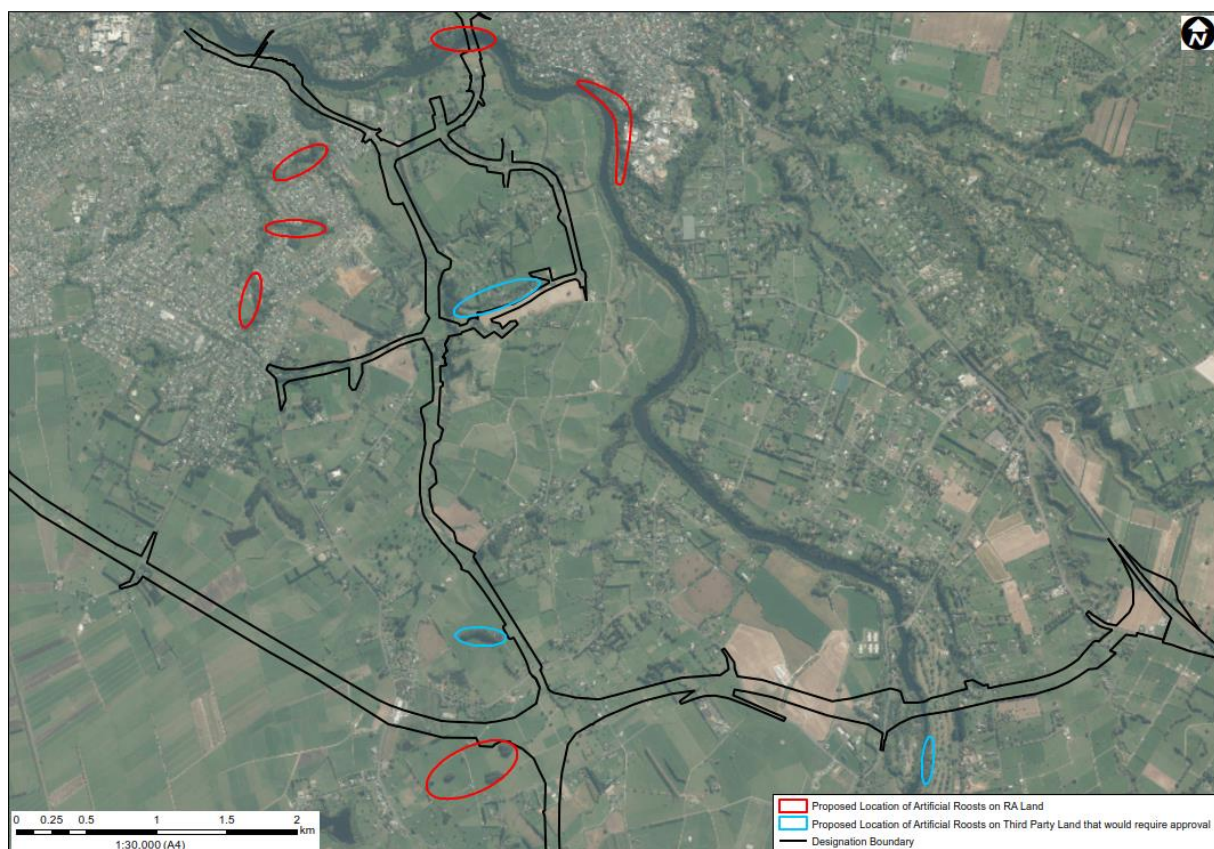 N
Proposed Location of Artificial Roosts on RA Land
Proposed Location of Artificial Roosts on Third Party Land that would require approval
Designation Boundary
0 0.25 0.5 1 1.5 2
km
1:30,000 (A4)